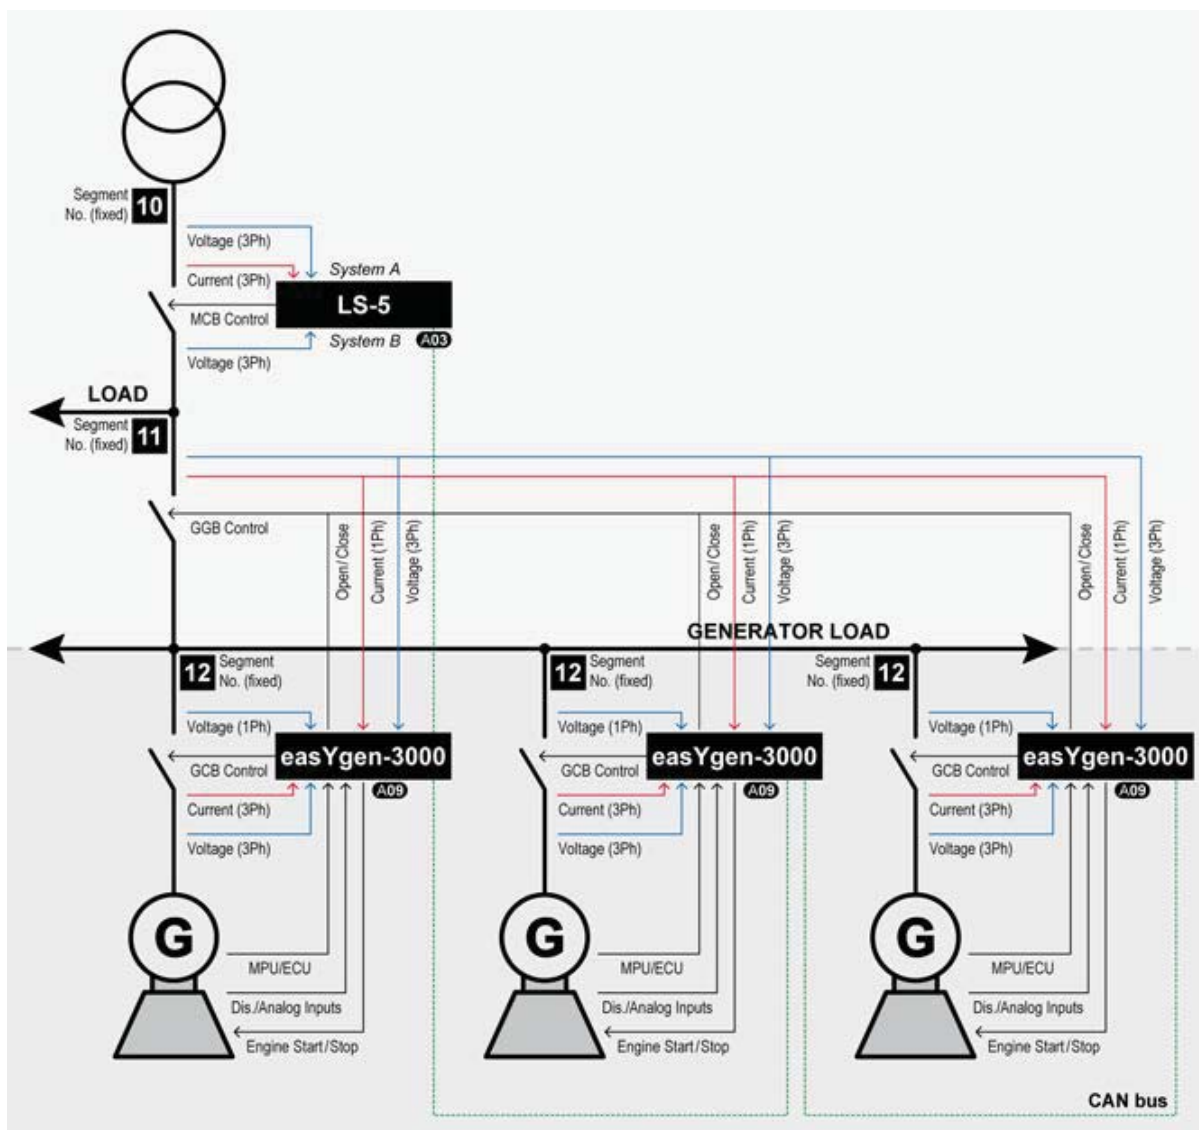 Segment
No. (fixed)
10
Voltage (3Ph)
Current (3Ph)
System A
LS-5
MCB Control
System B
A03
Voltage (3Ph)
LOAD
Segment
No. (fixed)
11
GGB Control
Open/Close
Current (1Ph)
Voltage (3Ph)
Open/Close
Current (1Ph)
Voltage (3Ph)
Open/Close
Current (1Ph)
Voltage (3Ph)
GENERATOR LOAD
12
Segment
No. (fixed)
12
Segment
No. (fixed)
Segment
No. (fixed)
12
Voltage (1Ph)
easYgen-3000
GCB Control
A09
Current (3Ph)
Voltage (3Ph)
Voltage (1Ph)
easYgen-3000
GCB Control
A09
Current (3Ph)
Voltage (3Ph)
Voltage (1Ph)
easYgen-3000
GCB Control
A09
Current (3Ph)
Voltage (3Ph)
G
MPU/ECU
Dis./Analog Inputs
Engine Start/Stop
G
MPU/ECU
Dis./Analog Inputs
Engine Start/Stop
G
MPU/ECU
Dis./Analog Inputs
Engine Start/Stop
CAN bus